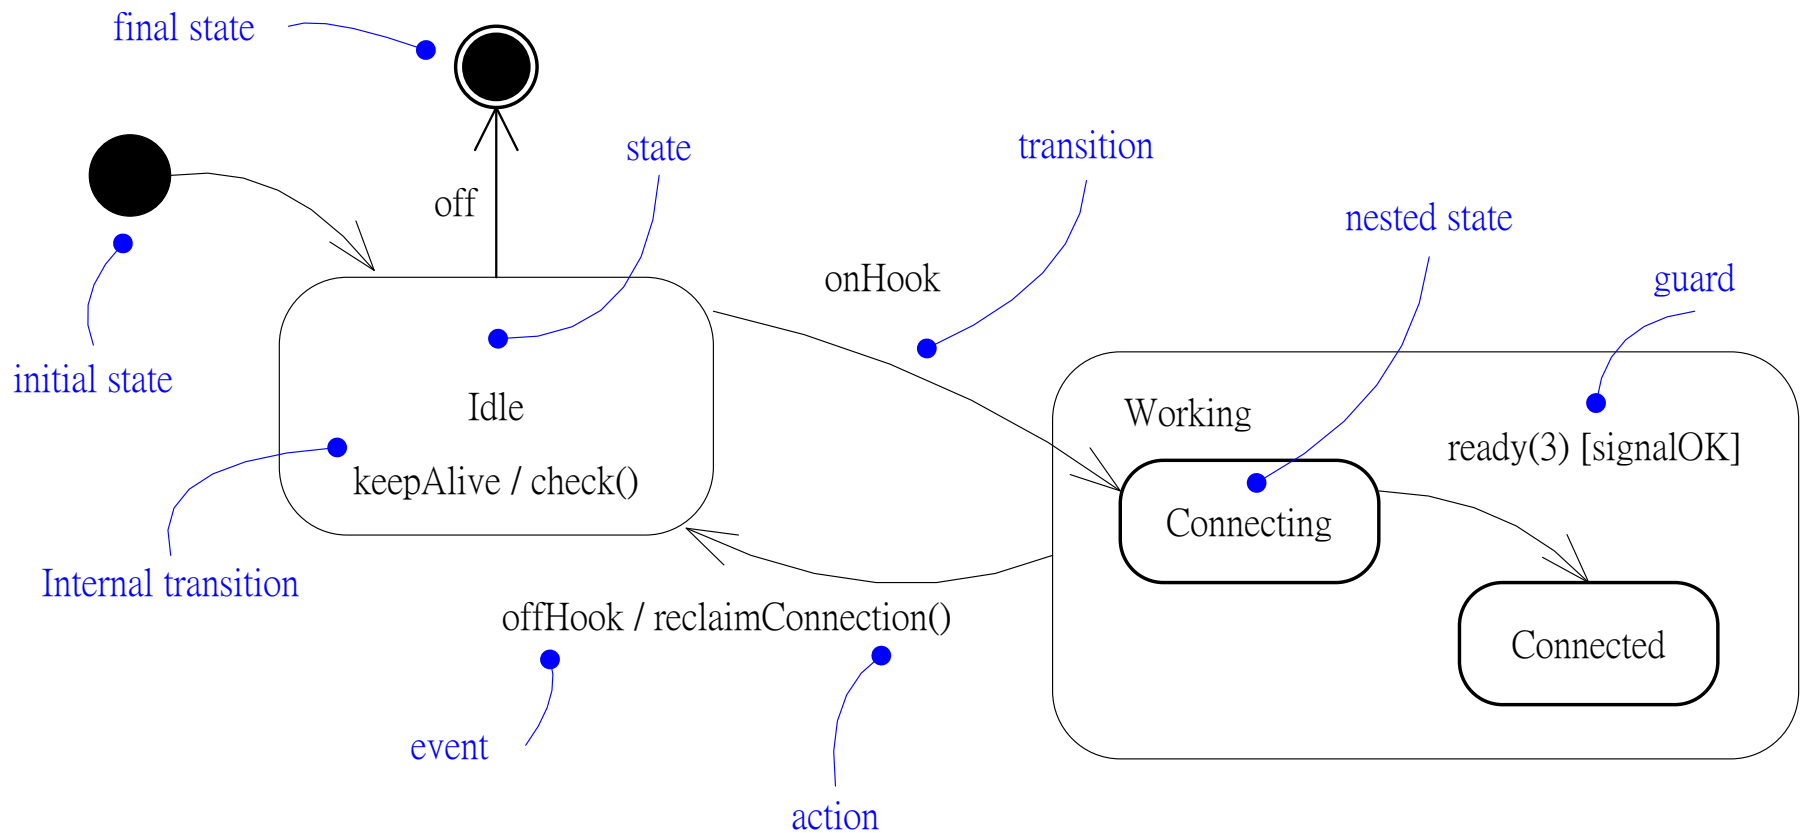 final state
state
transition
off
nested state
onHook
guard
initial state
Idle
Working
ready(3) [signalOK]
keepAlive / check()
Connecting
Internal transition
offHook / reclaimConnection()
Connected
event
action